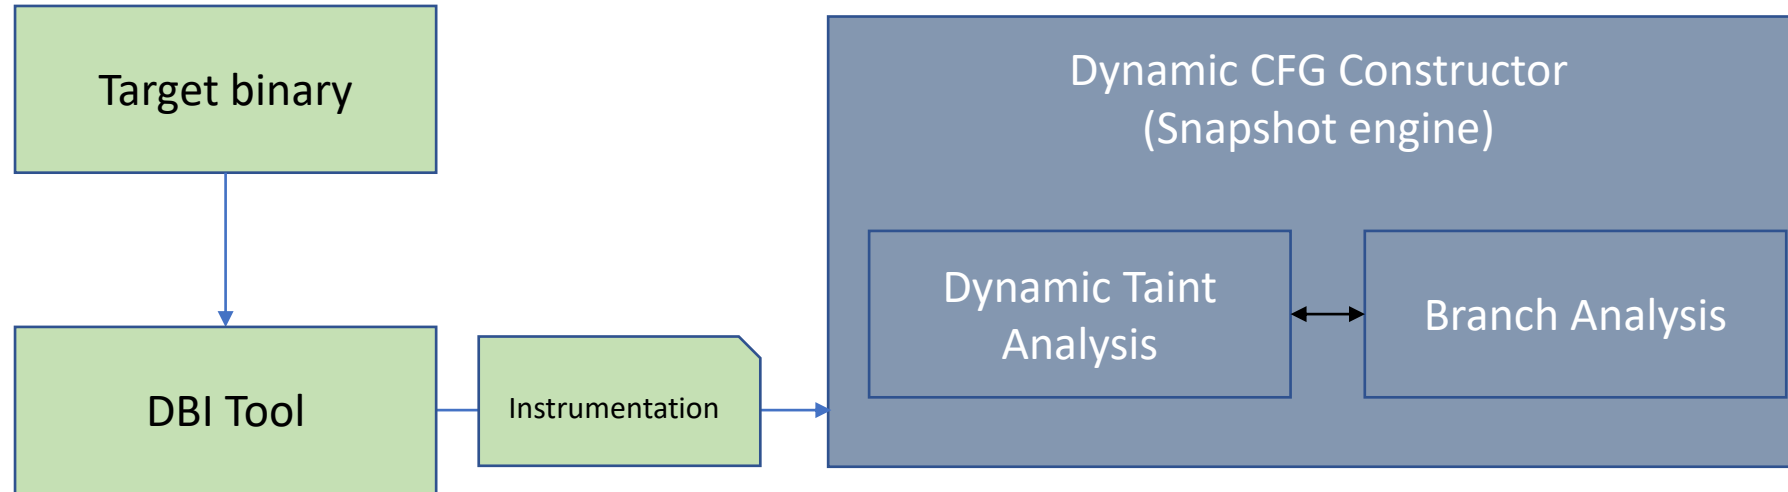 Target binary
DBI Tool
Instrumentation
Dynamic CFG Constructor
(Snapshot engine)
Dynamic Taint
Analysis
Branch Analysis